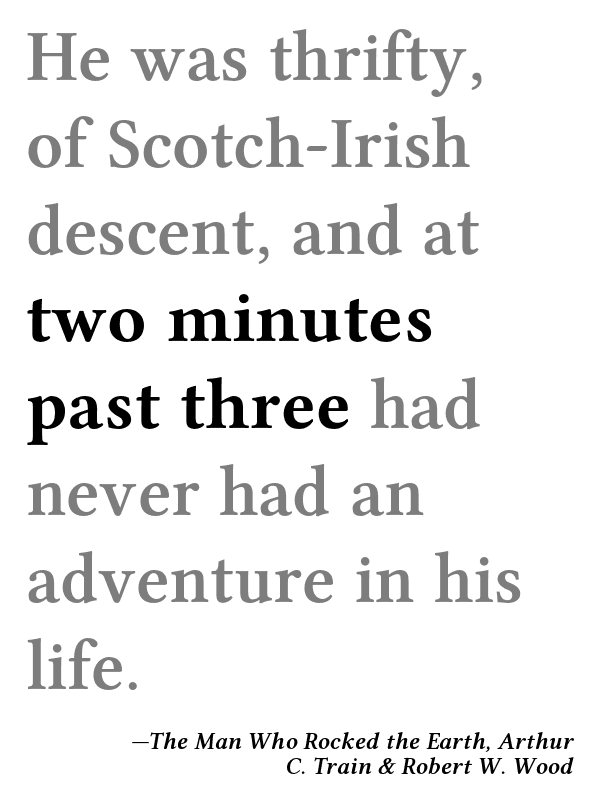 He was thrifty,
of Scotch-Irish
descent, and at
two minutes
past three had
never had an
adventure in his
life.
—The Man Who Rocked the Earth, Arthur
C. Train & Robert W. Wood